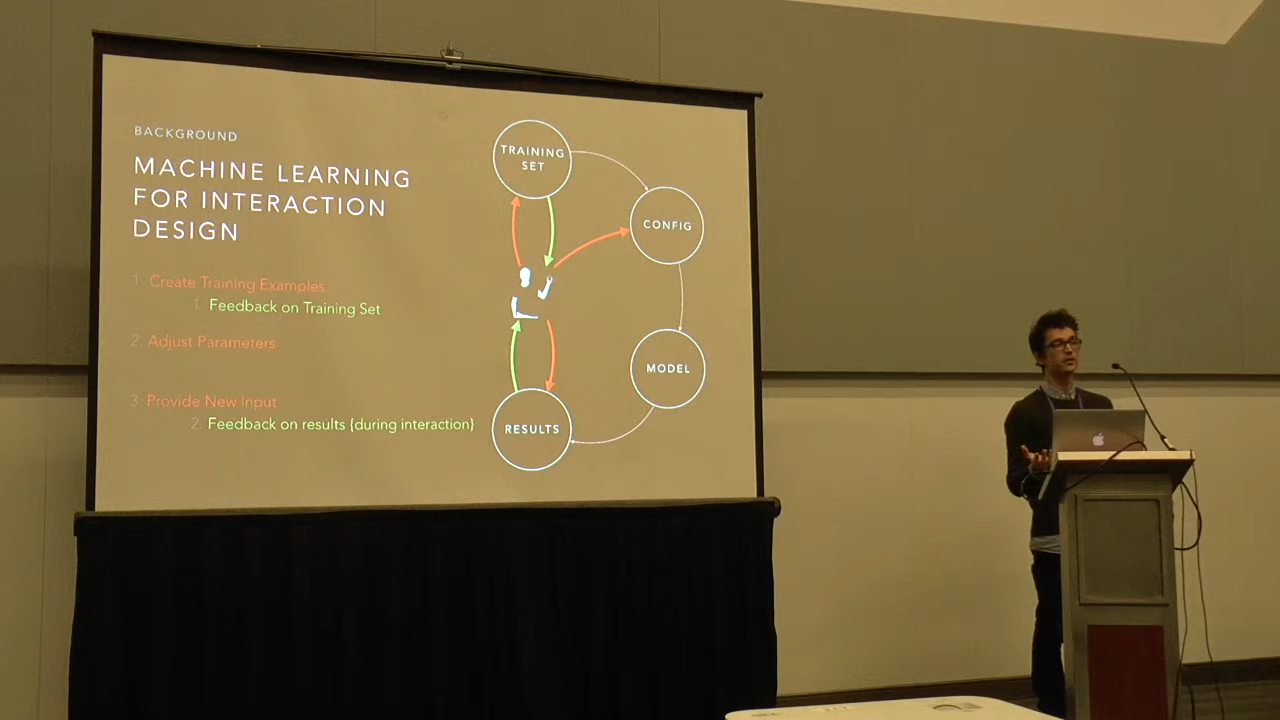 BACKGROUND
MACHINE LEARNING
FOR INTERACTION
DESIGN
1. Create Training Examples
1. Feedback on Training Set
2. Adjust Parameters
3. Provide New Input
2. Feedback on results {during interaction}
TRAINING
SET
CONFIG
MODEL
RESULTS